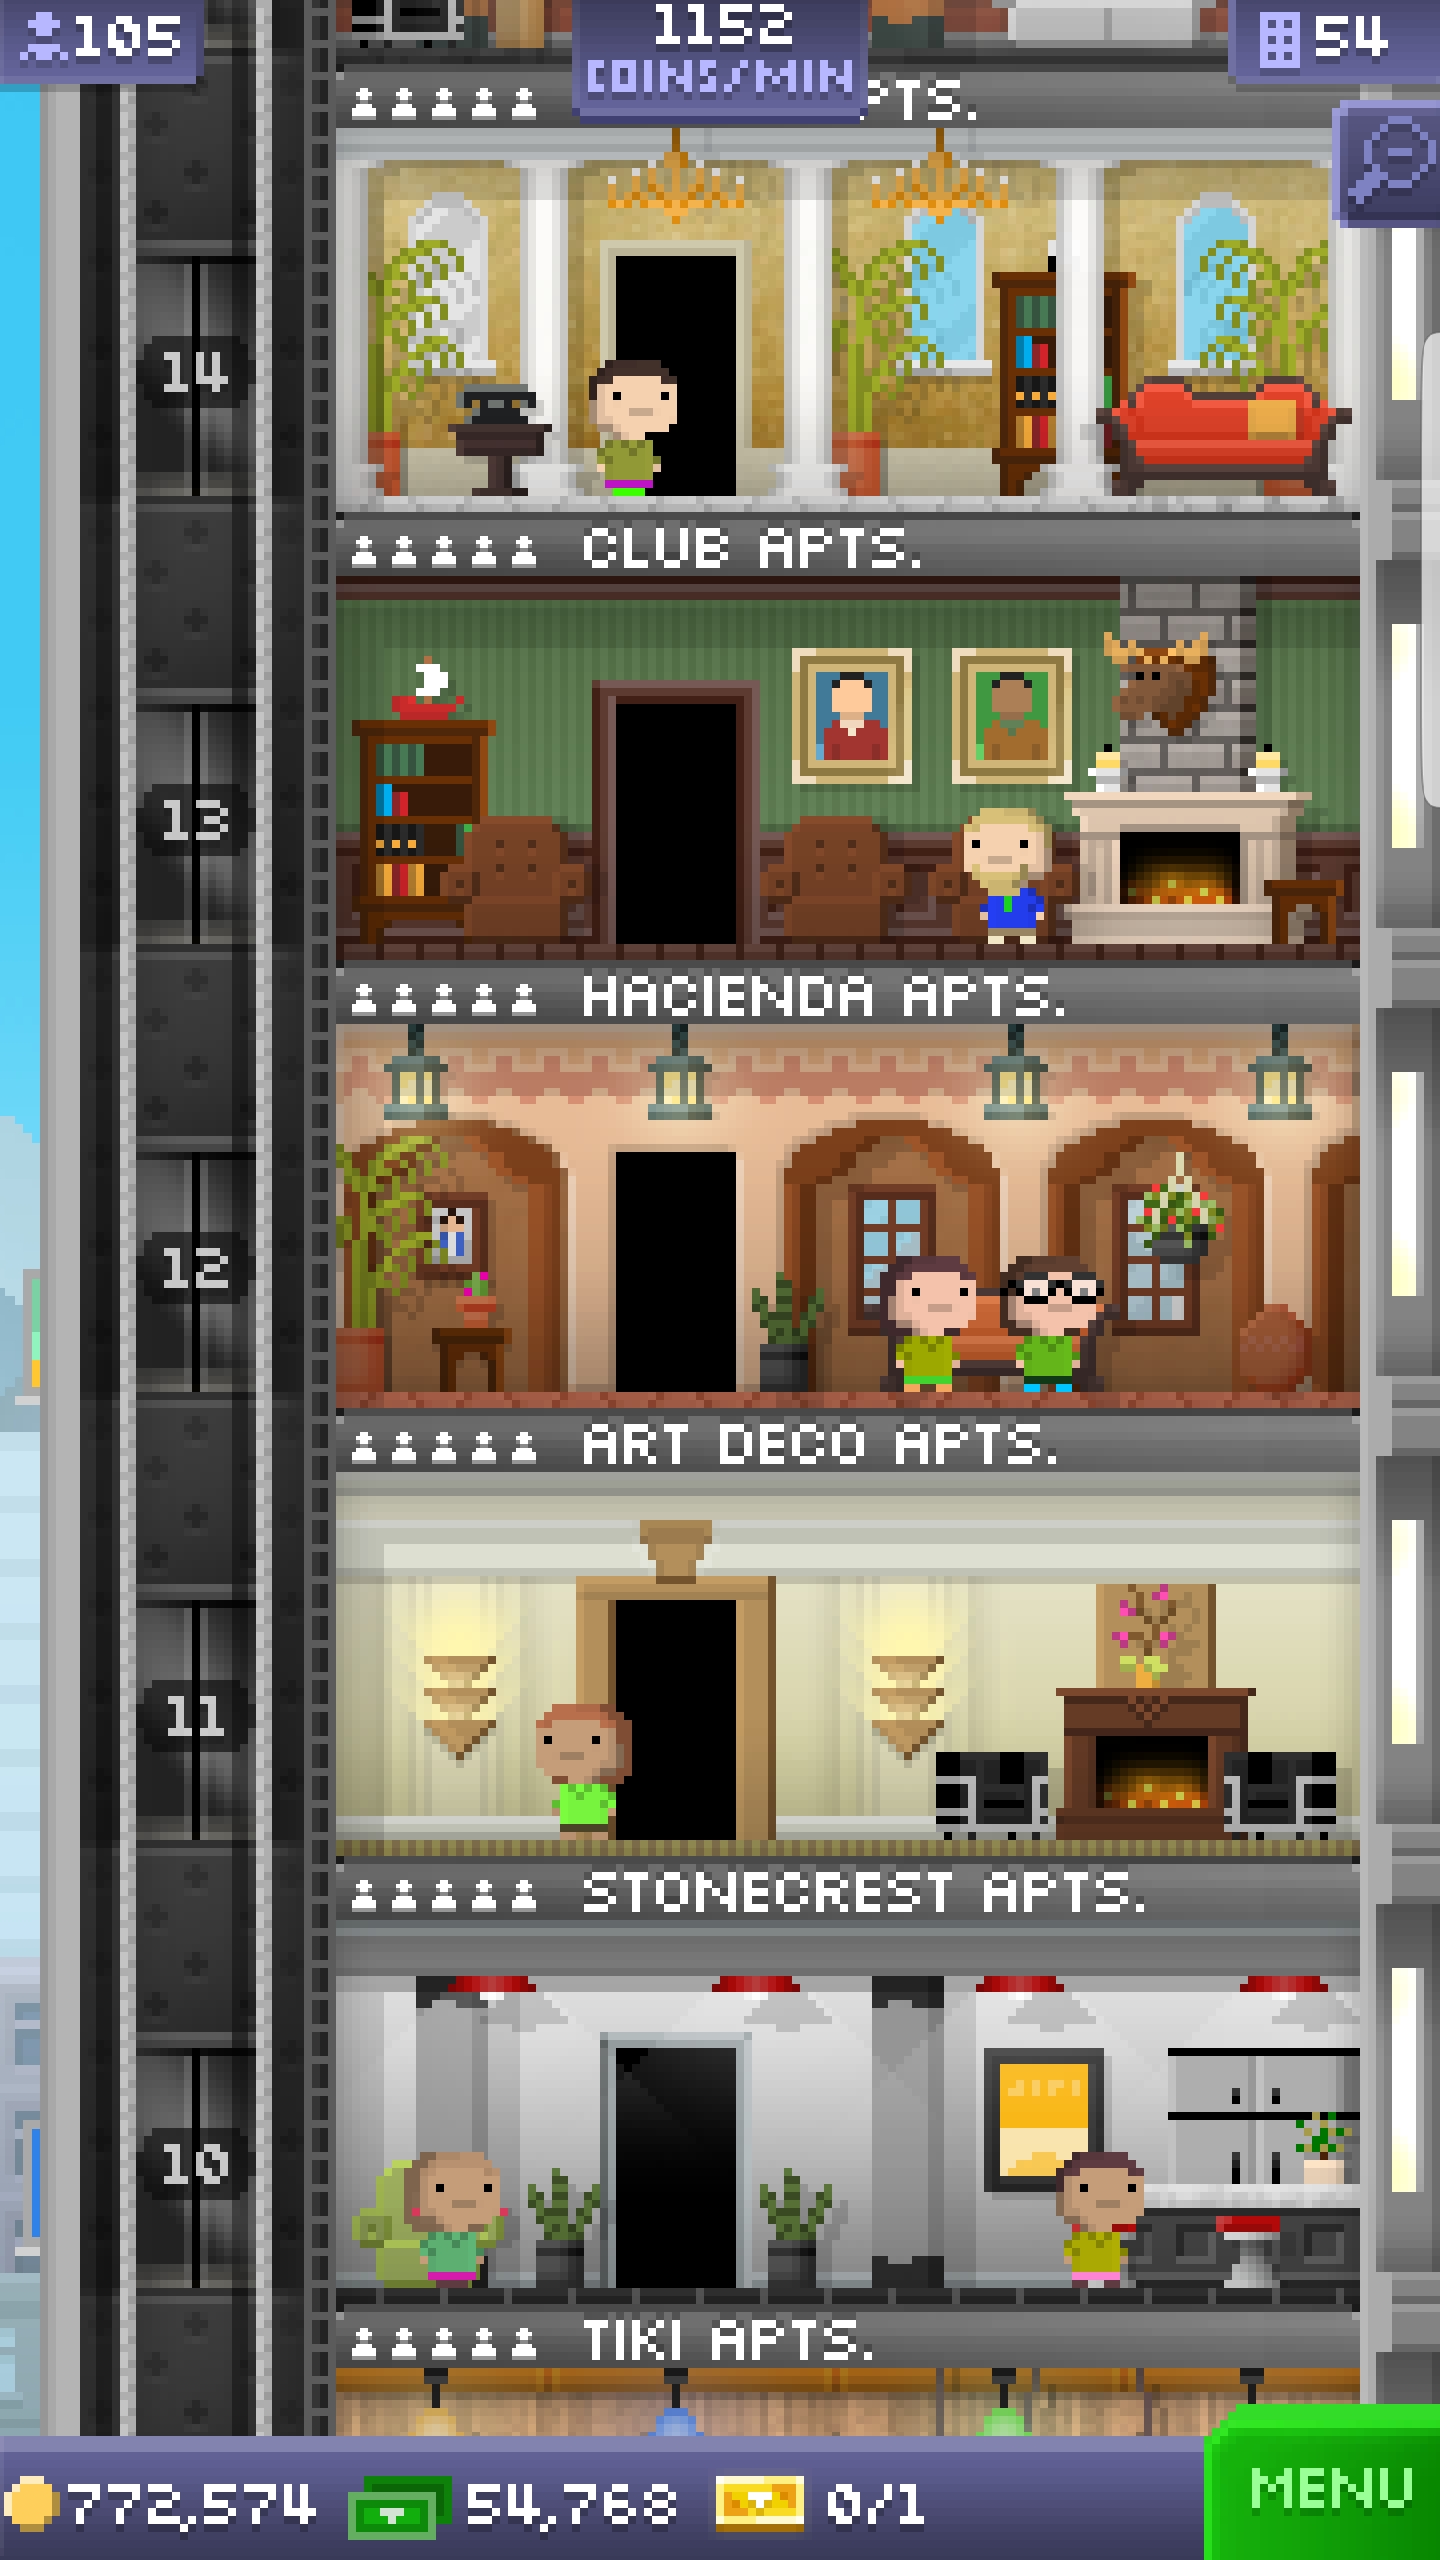 105
1152
COINS/MIN
54
PTS.
14
CLUB APTS.
13
HACIENDA APTS.
12
ART DECO APTS.
11
STONECREST APTS.
10
TIKI APTS.
772,574
54,768
0/1
MENU